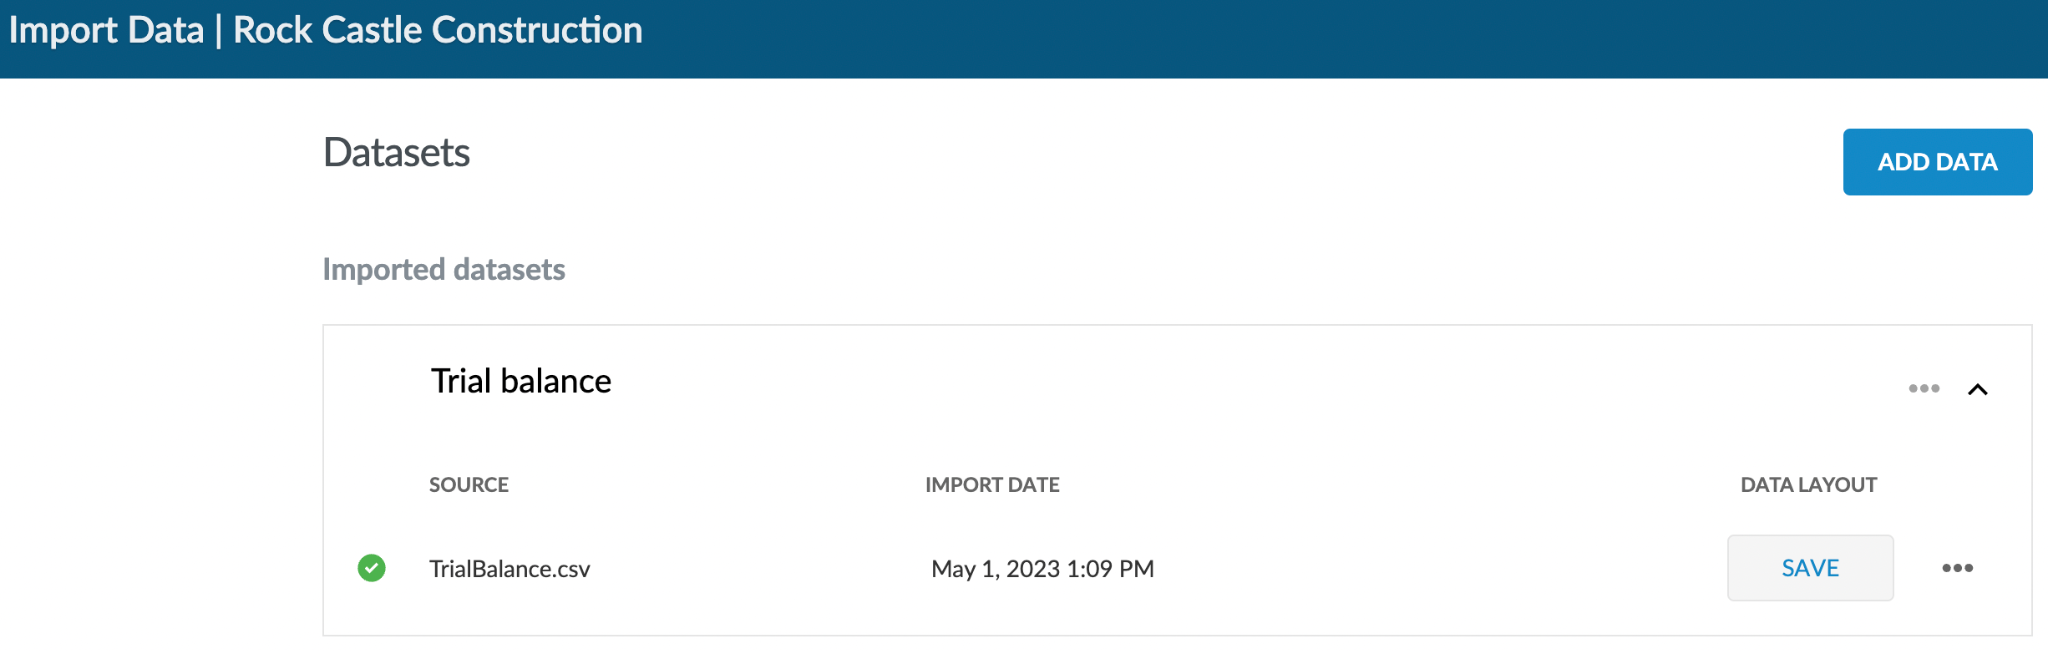 Import Data | Rock Castle Construction
Datasets
ADD DATA
Imported datasets
Trial balance
SOURCE IMPORT DATE DATA LAYOUT
TrialBalance.csv May 1, 2023 1:09 PM SAVE